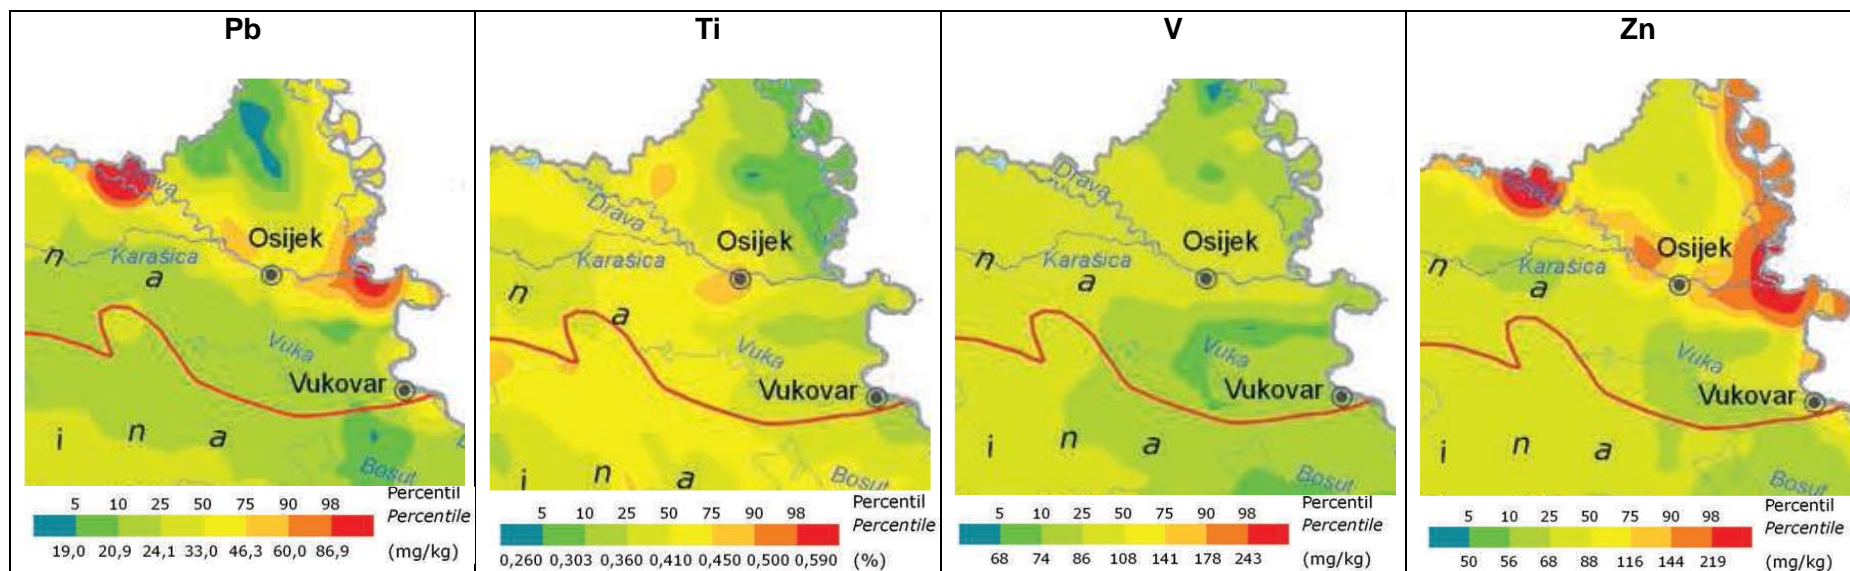 Pb
Drava
Osijek
n
Karašica
a
Vuka
Vukovar
i n a
Bosut
5 10 25 50 75 90 98 Percentil
Percentile
19,0 20,9 24,1 33,0 46,3 60,0 86,9 (mg/kg)
Ti
Drava
Osijek
Karašica
n
a
Vuka
Vukovar
i n a
Bosut
5 10 25 50 75 90 98 Percentil
Percentile
0,260 0,303 0,360 0,410 0,450 0,500 0,590 (%)
V
Drava
Osijek
n
Karašica
a
Vuka
Vukovar
i n a
Bosut
5 10 25 50 75 90 98 Percentil
Percentile
68 74 86 108 141 178 243 (mg/kg)
Zn
Drava
Osijek
n
Karašica
a
Vuka
Vukovar
i n a
Bosut
5 10 25 50 75 90 98 Percentil
Percentile
50 56 68 88 116 144 219 (mg/kg)